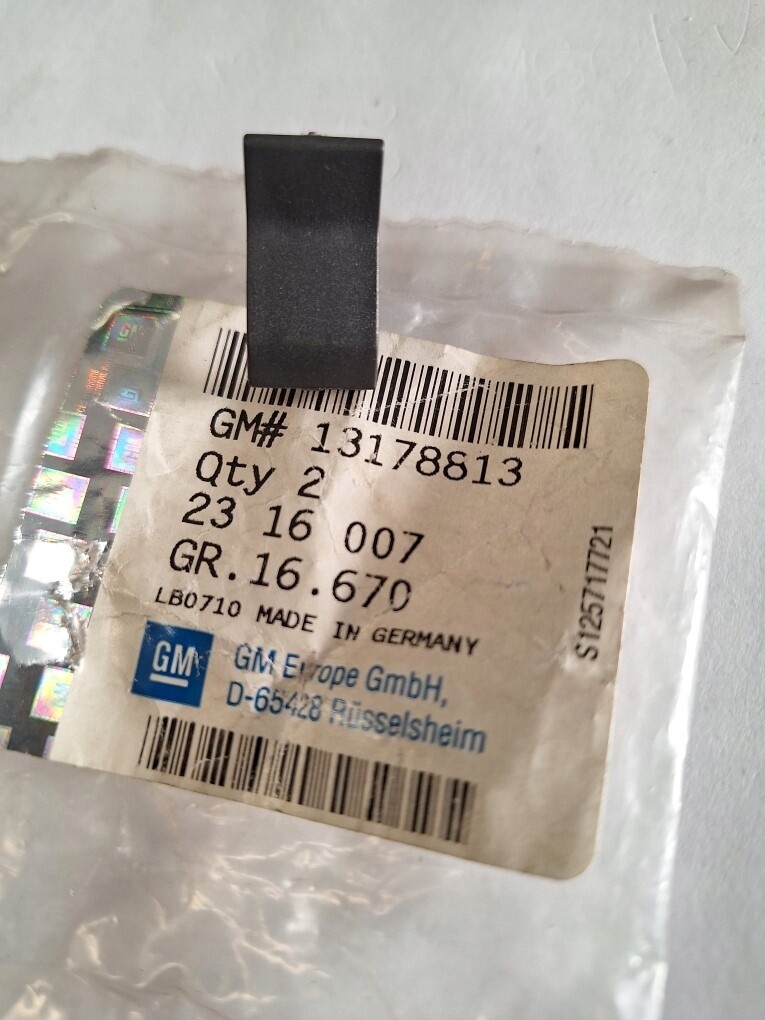 GM# 13178813
Qty 2
23 16 007
GR.16.670
LB0710 MADE IN GERMANY
GM
GM Europe GmbH,
D-65428 Rüsselsheim
S125717721